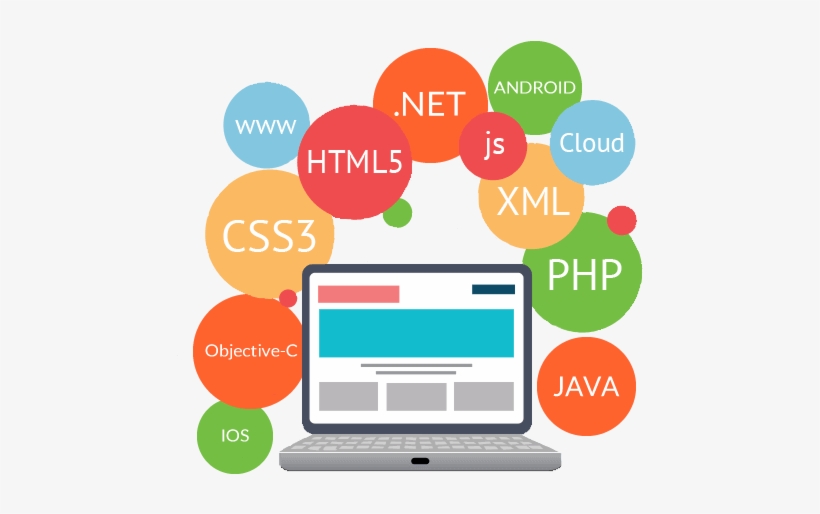 ANDROID
.NET
www
HTML5
js
Cloud
XML
CSS3
PHP
Objective-C
JAVA
IOS